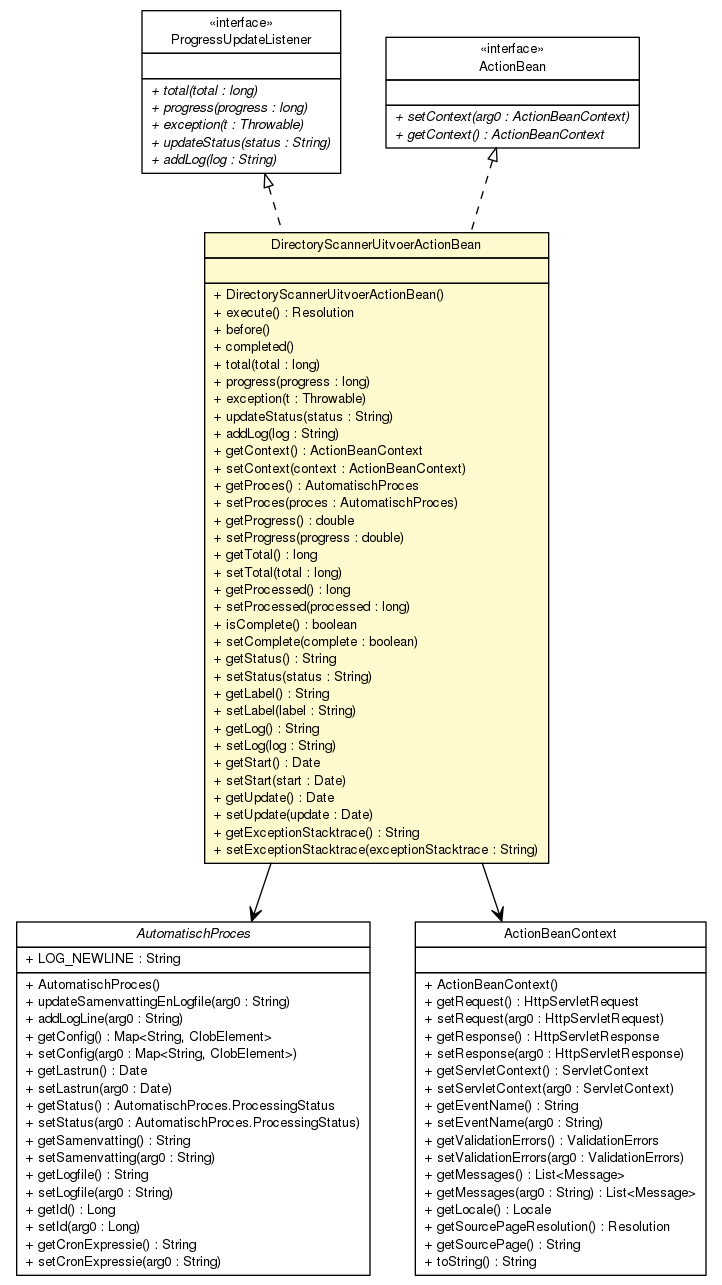 «interface»
ProgressUpdateListener
+ total(total : long)
+ progress(progress : long)
+ exception(t : Throwable)
+ updateStatus(status : String)
+ addLog(log : String)
«interface»
ActionBean
+ setContext(arg0 : ActionBeanContext)
+ getContext() : ActionBeanContext
DirectoryScannerUitvoerActionBean
+ DirectoryScannerUitvoerActionBean()
+ execute() : Resolution
+ before()
+ completed()
+ total(total : long)
+ progress(progress : long)
+ exception(t : Throwable)
+ updateStatus(status : String)
+ addLog(log : String)
+ getContext() : ActionBeanContext
+ setContext(context : ActionBeanContext)
+ getProces() : AutomatischProces
+ setProces(proces : AutomatischProces)
+ getProgress() : double
+ setProgress(progress : double)
+ getTotal() : long
+ setTotal(total : long)
+ getProcessed() : long
+ setProcessed(processed : long)
+ isComplete() : boolean
+ setComplete(complete : boolean)
+ getStatus() : String
+ setStatus(status : String)
+ getLabel() : String
+ setLabel(label : String)
+ getLog() : String
+ setLog(log : String)
+ getStart() : Date
+ setStart(start : Date)
+ getUpdate() : Date
+ setUpdate(update : Date)
+ getExceptionStacktrace() : String
+ setExceptionStacktrace(exceptionStacktrace : String)
AutomatischProces
+ LOG_NEWLINE : String
+ AutomatischProces()
+ updateSamenvattingEnLogfile(arg0 : String)
+ addLogLine(arg0 : String)
+ getConfig() : Map<String, ClobElement>
+ setConfig(arg0 : Map<String, ClobElement>)
+ getLastrun() : Date
+ setLastrun(arg0 : Date)
+ getStatus() : AutomatischProces.ProcessingStatus
+ setStatus(arg0 : AutomatischProces.ProcessingStatus)
+ getSamenvatting() : String
+ setSamenvatting(arg0 : String)
+ getLogfile() : String
+ setLogfile(arg0 : String)
+ getId() : Long
+ setId(arg0 : Long)
+ getCronExpressie() : String
+ setCronExpressie(arg0 : String)
ActionBeanContext
+ ActionBeanContext()
+ getRequest() : HttpServletRequest
+ setRequest(arg0 : HttpServletRequest)
+ getResponse() : HttpServletResponse
+ setResponse(arg0 : HttpServletResponse)
+ getServletContext() : ServletContext
+ setServletContext(arg0 : ServletContext)
+ getEventName() : String
+ setEventName(arg0 : String)
+ getValidationErrors() : ValidationErrors
+ setValidationErrors(arg0 : ValidationErrors)
+ getMessages() : List<Message>
+ getMessages(arg0 : String) : List<Message>
+ getLocale() : Locale
+ getSourcePageResolution() : Resolution
+ getSourcePage() : String
+ toString() : String